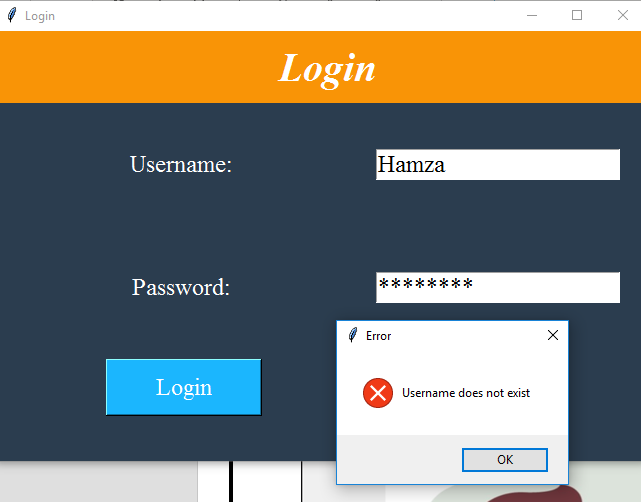 Login
Login
Username:
Hamza
Password:
********
Error
Username does not exist
Login
OK